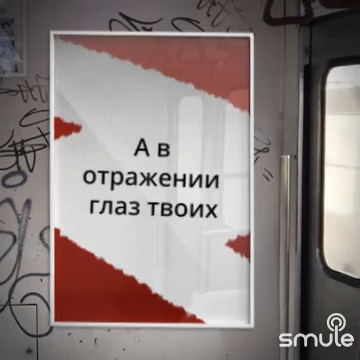 А в
отражении
глаз твоих
smule